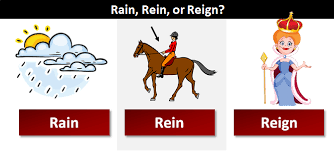 Rain, Rein, or Reign?
Rain
Rein
Reign